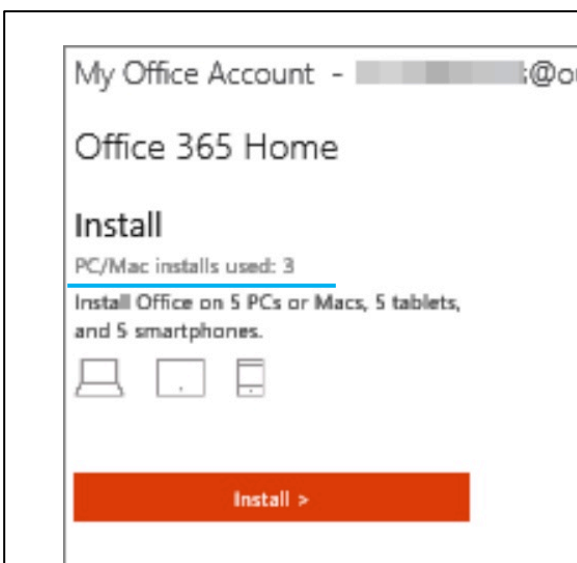 My Office Account -
Office 365 Home
Install
PC/Mac installs used: 3
Install Office on 5 PCs or Macs, 5 tablets,
and 5 smartphones.
Install >